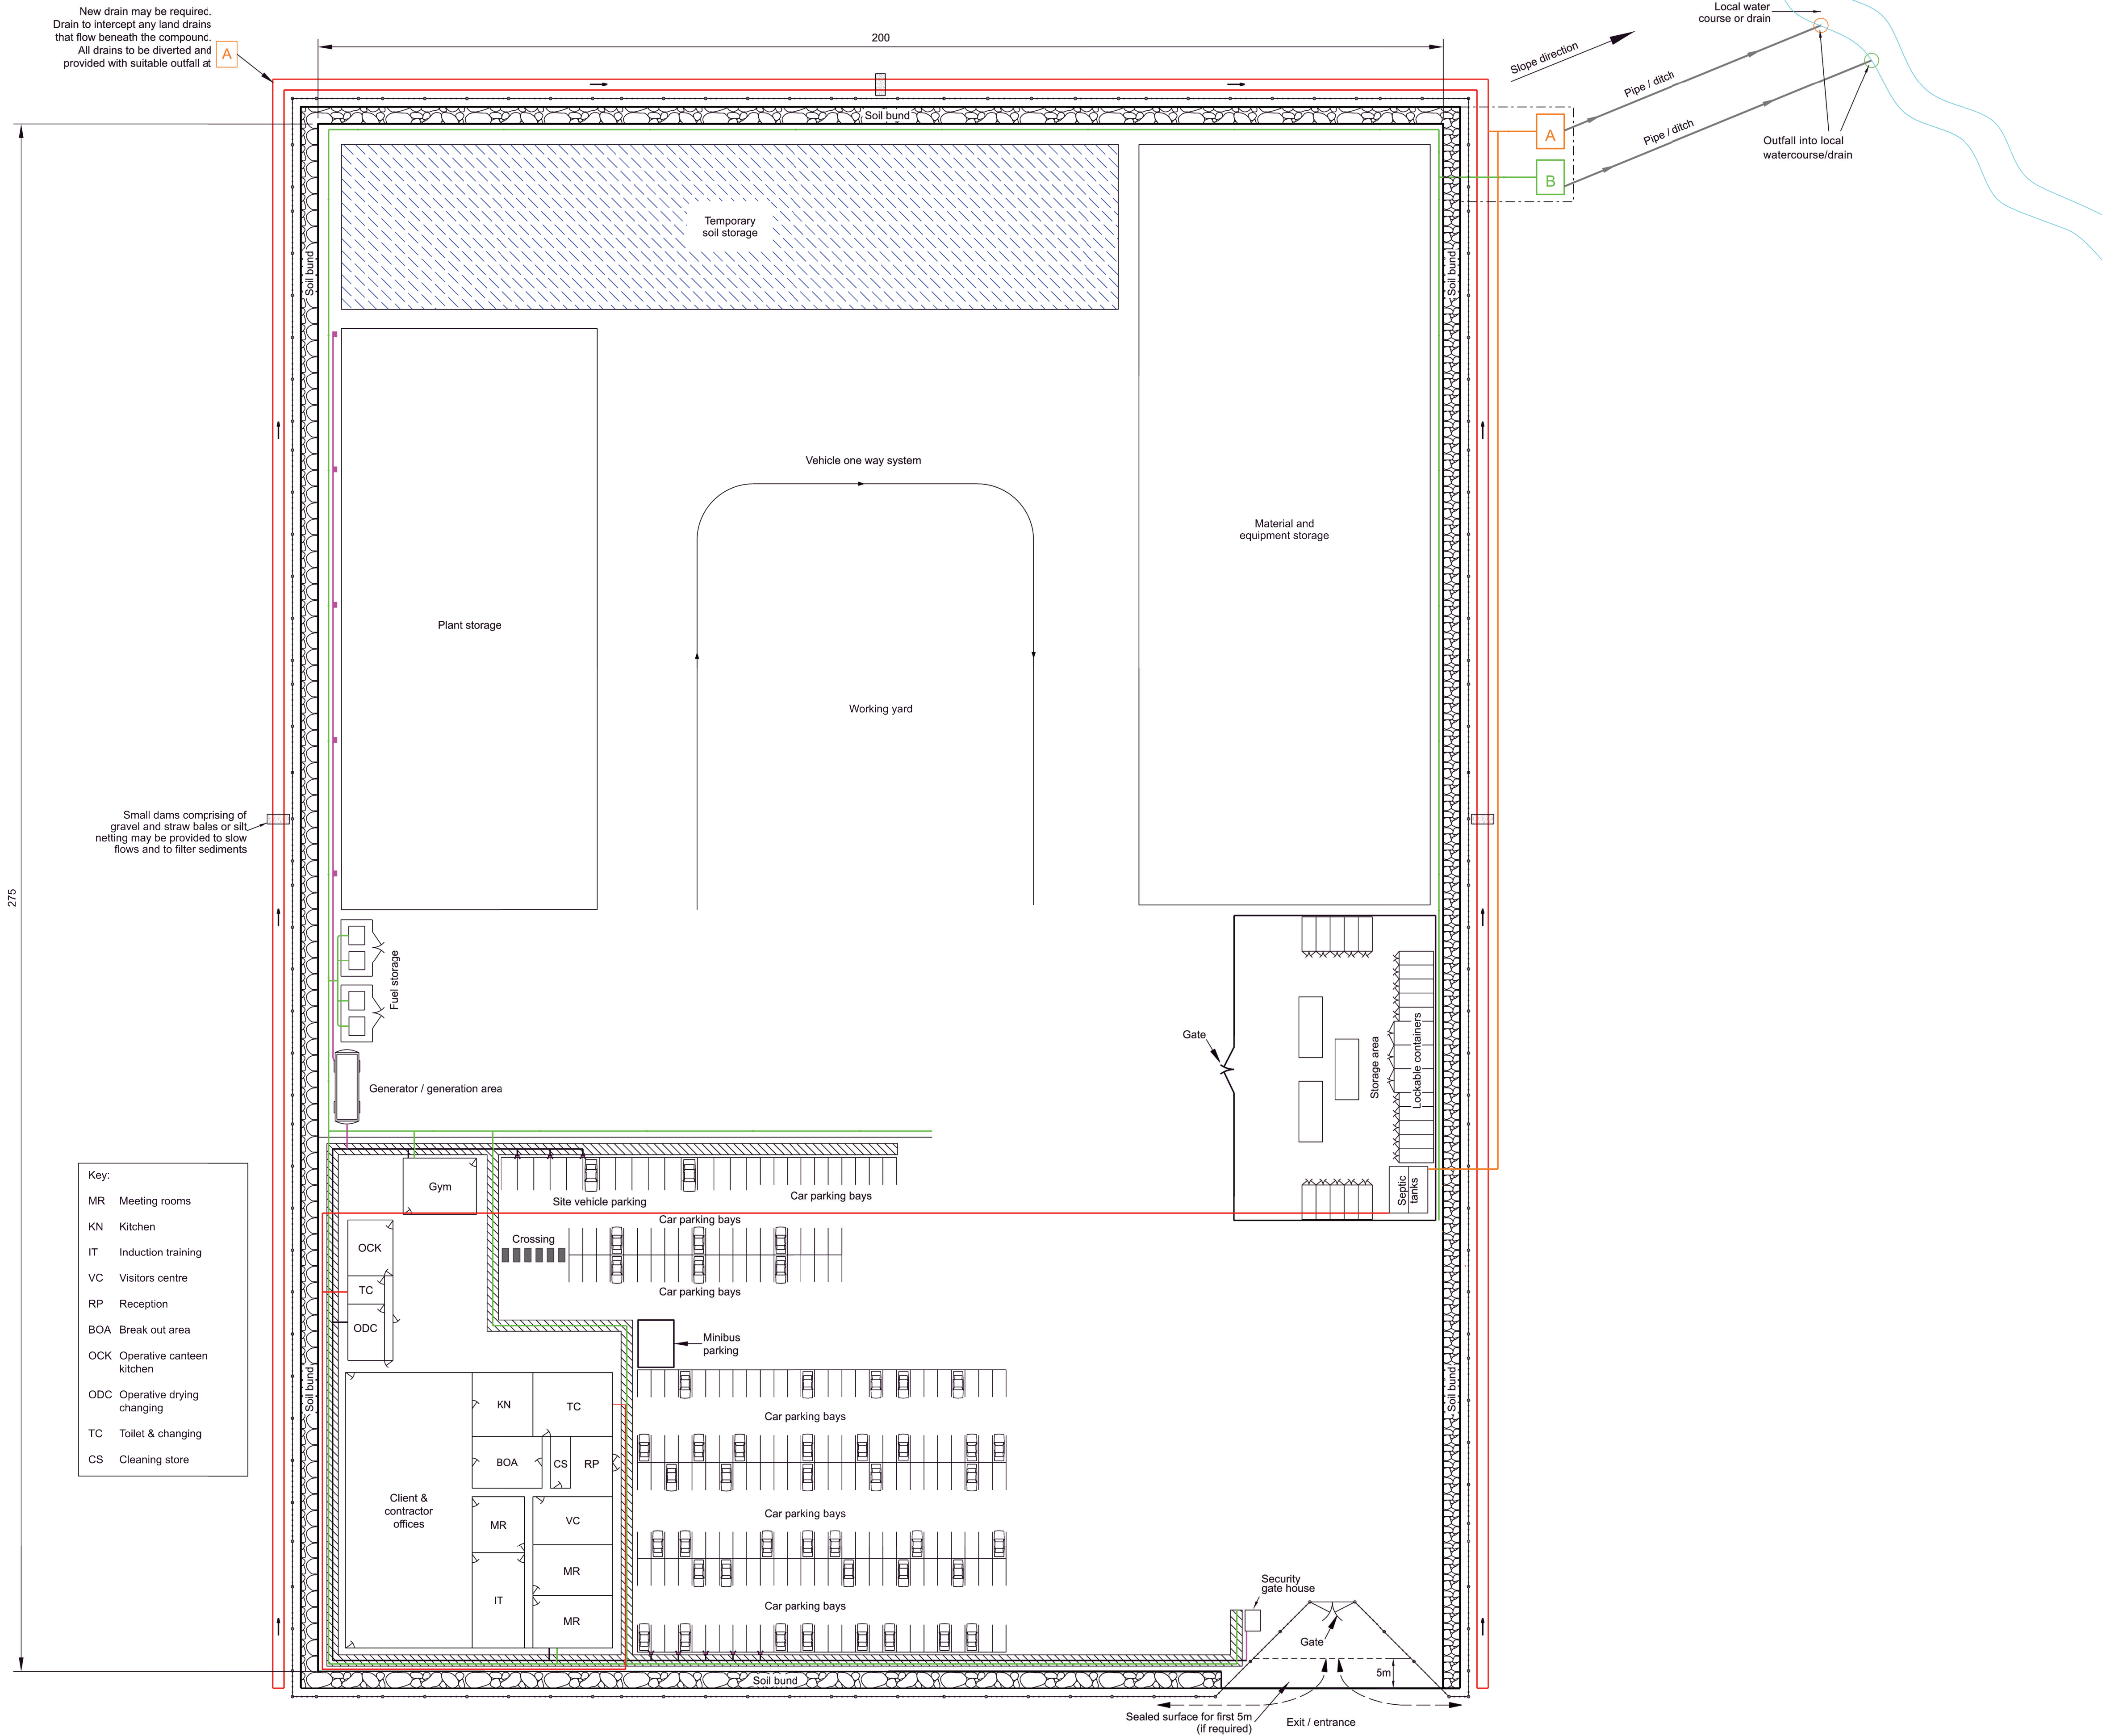 New drain may be required.
Drain to intercept any land drains
that flow beneath the compound.
All drains to be diverted and
provided with suitable outfall at
A
200
Slope direction
Local water
course or drain
Pipe / ditch
Pipe / ditch
A
B
Outfall into local
watercourse/drain
Soil bund
Soil bund
Soil bund
Temporary
soil storage
Vehicle one way system
Material and
equipment storage
Plant storage
Working yard
Small dams comprising of
gravel and straw bales or silt
netting may be provided to slow
flows and to filter sediments
275
Fuel storage
Generator / generation area
Gate
Storage area
Lockable containers
Septic
tanks
Key:
MR Meeting rooms
KN Kitchen
IT Induction training
VC Visitors centre
RP Reception
BOA Break out area
OCK Operative canteen
kitchen
ODC Operative drying
changing
TC Toilet & changing
CS Cleaning store
Gym
Site vehicle parking
Car parking bays
Car parking bays
Crossing
Car parking bays
OCK
TC
ODC
Minibus
parking
Soil bund
Soil bund
KN
TC
Car parking bays
BOA
CS
RP
Client &
contractor
offices
MR
VC
Car parking bays
MR
IT
MR
Car parking bays
Security
gate house
Gate
5m
Soil bund
Sealed surface for first 5m
(if required)
Exit / entrance